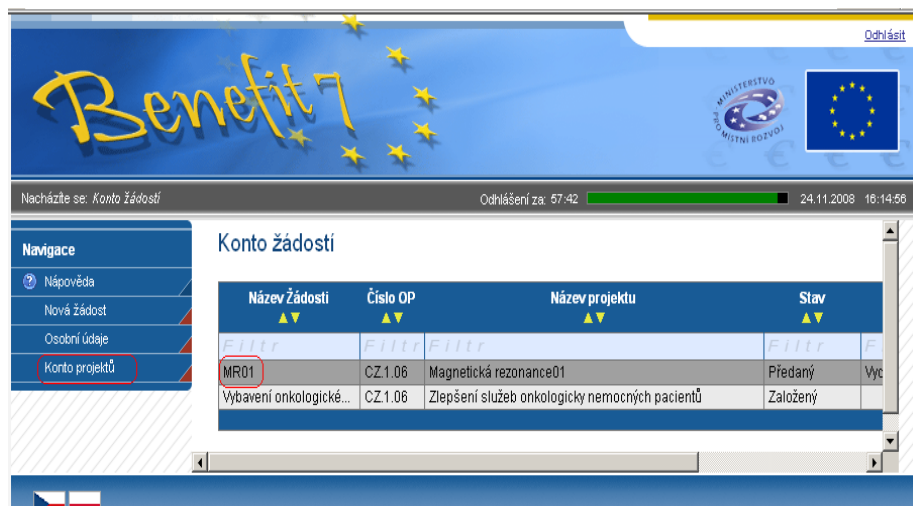 Odhlásit
Benefit7
MINISTERSTVO
PRO MÍSTNÍ ROZVOJ
Nacházíte se: Konto žádostí
Odhlášení za: 57:42
24.11.2008 16:14:56
Navigace
Nápověda
Nová žádost
Osobní údaje
Konto projektů
Konto žádostí
Název Žádosti Číslo OP Název projektu Stav
Filtr Filtr Filtr Filtr F
MR01 CZ.1.06 Magnetická rezonance01 Předaný Vyc
Vybavení onkologické... CZ.1.06 Zlepšení služeb onkologicky nemocných pacientů Založený